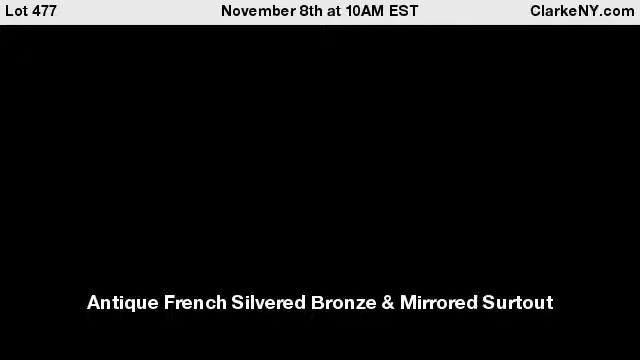 Lot 477 November 8th at 10AM EST ClarkeNY.com
Antique French Silvered Bronze & Mirrored Surtout